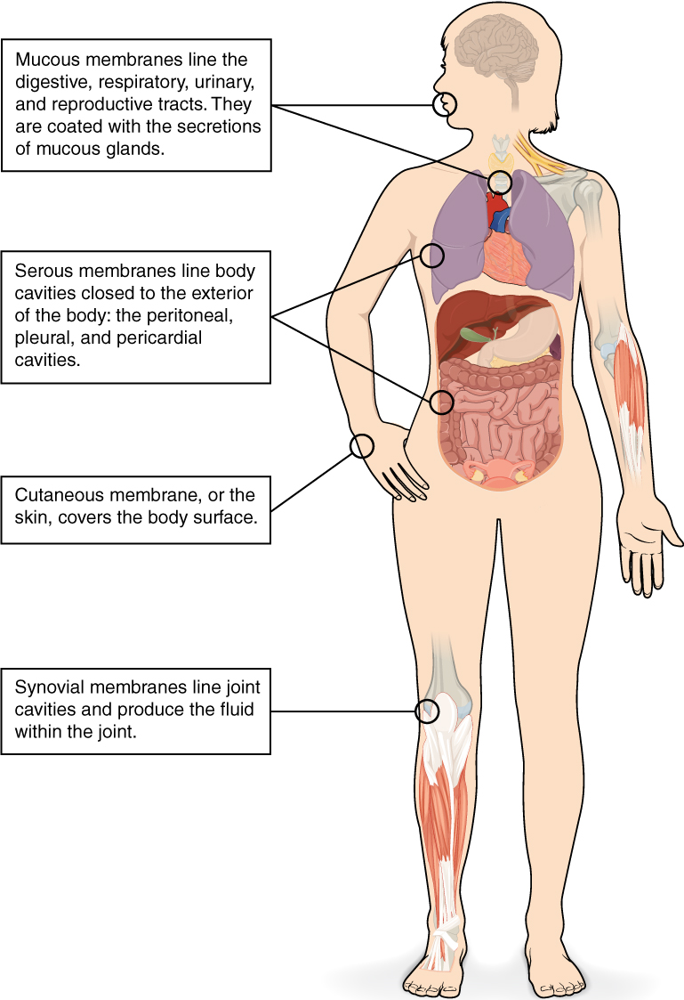 Mucous membranes line the
digestive, respiratory, urinary,
and reproductive tracts. They
are coated with the secretions
of mucous glands.
Serous membranes line body
cavities closed to the exterior
of the body: the peritoneal,
pleural, and pericardial
cavities.
Cutaneous membrane, or the
skin, covers the body surface.
Synovial membranes line joint
cavities and produce the fluid
within the joint.